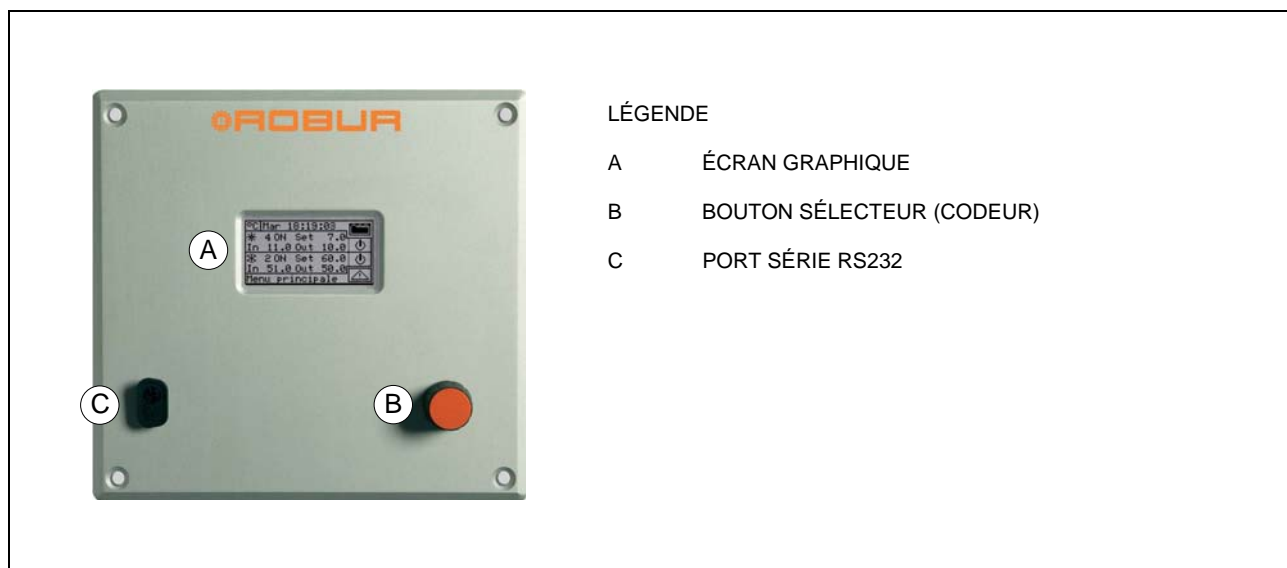 ROBUR
°C Mar 18:19:03
4 ON Set 7.0
In 11.0 Out 10.0
2 ON Set 60.0
In 51.0 Out 50.0
Menu principale
A
C
B
LÉGENDE
A ÉCRAN GRAPHIQUE
B BOUTON SÉLECTEUR (CODEUR)
C PORT SÉRIE RS232